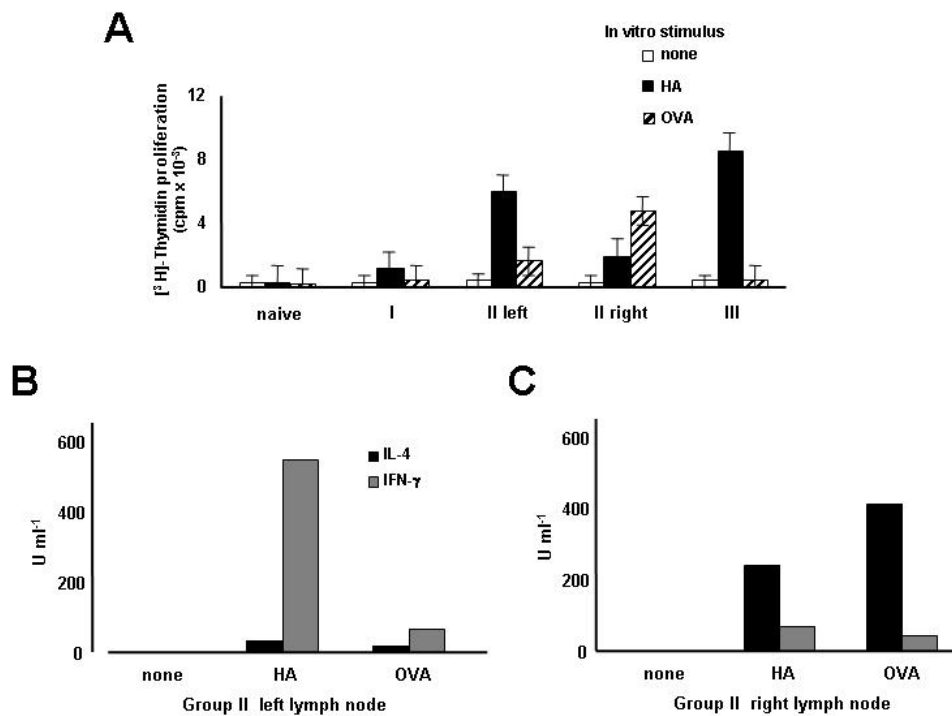 A
In vitro stimulus
none
HA
OVA
[³ H]-Thymidin proliferation
(cpm x 10⁻³)
12
8
4
0
naive
I
II left
II right
III
B
IL-4
IFN-γ
U ml⁻¹
600
400
200
0
none
HA
OVA
Group II left lymph node
C
U ml⁻¹
600
400
200
0
none
HA
OVA
Group II right lymph node